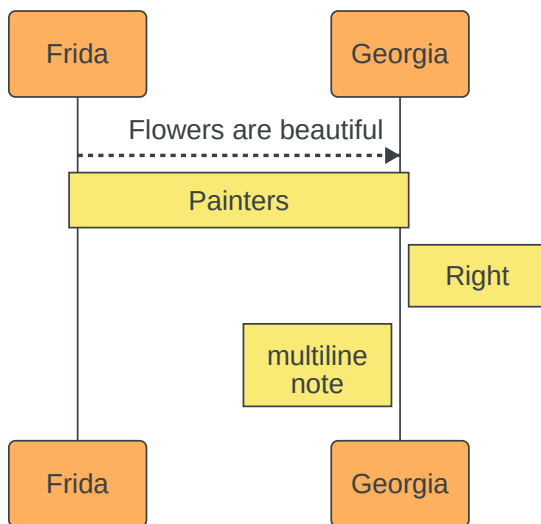 Frida
Georgia
Flowers are beautiful
Painters
Right
multiline
note
Frida
Georgia